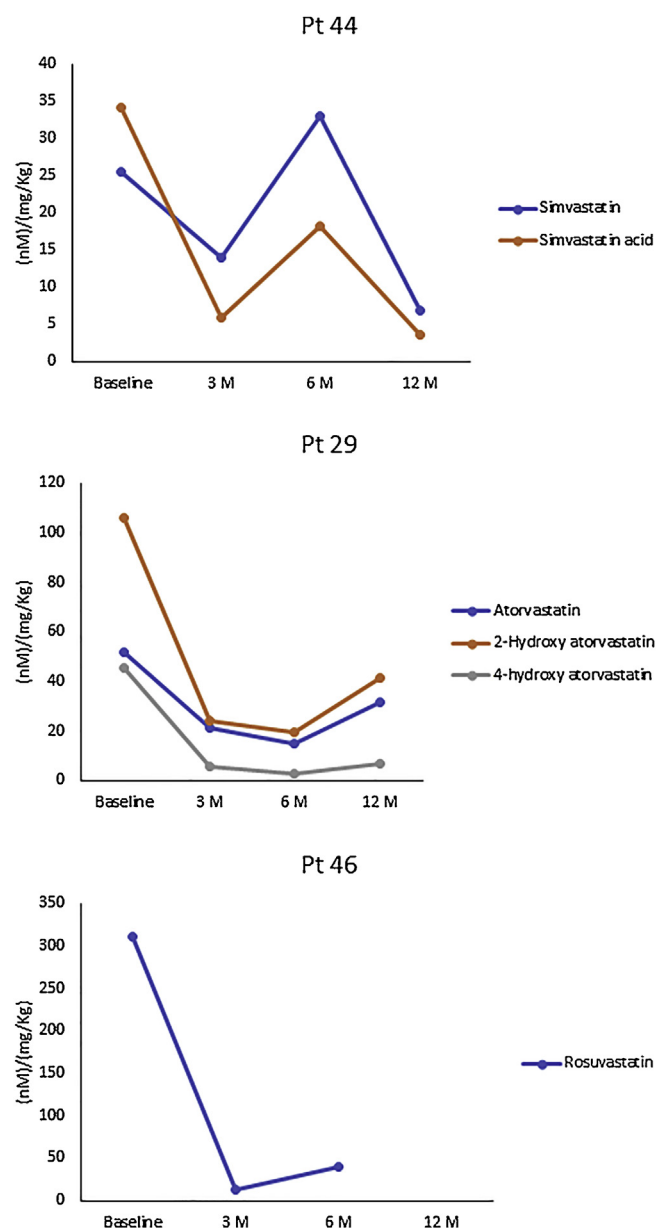 Pt 44
40
35
30
25
20
15
10
5
0
(nM)/(mg/Kg)
Baseline
3 M
6 M
12 M
Simvastatin
Simvastatin acid
Pt 29
120
100
80
60
40
20
0
(nM)/(mg/Kg)
Baseline
3 M
6 M
12 M
Atorvastatin
2-Hydroxy atorvastatin
4-hydroxy atorvastatin
Pt 46
350
300
250
200
150
100
50
0
(nM)/(mg/Kg)
Baseline
3 M
6 M
12 M
Rosuvastatin